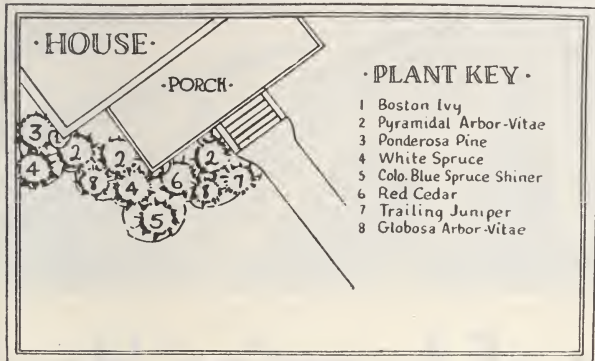 ·HOUSE·
·PORCH·
·PLANT KEY·
1 Boston Ivy
2 Pyramidal Arbor-Vitae
3 Ponderosa Pine
4 White Spruce
5 Colo. Blue Spruce Shiner
6 Red Cedar
7 Trailing Juniper
8 Globosa Arbor-Vitae
3
1
2
2
2
4
8
4
6
8
7
5